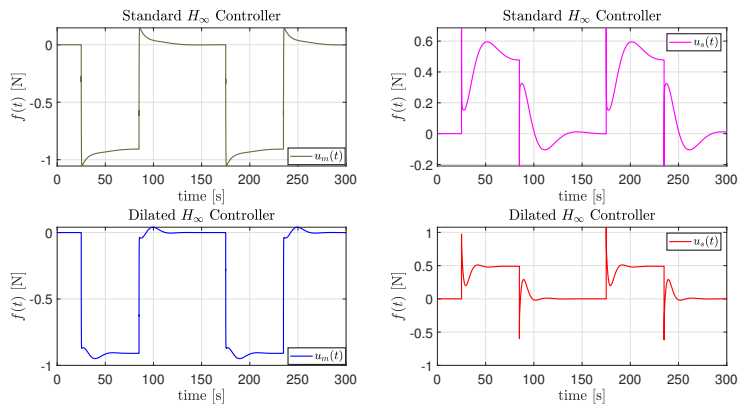 Standard H∞ Controller
f(t) [N]
0
-0.5
-1
u_m(t)
0 50 100 150 200 250 300
time [s]
Standard H∞ Controller
f(t) [N]
0.6
0.4
0.2
0
-0.2
u_s(t)
0 50 100 150 200 250 300
time [s]
Dilated H∞ Controller
f(t) [N]
0
-0.5
-1
u_m(t)
0 50 100 150 200 250 300
time [s]
Dilated H∞ Controller
f(t) [N]
1
0.5
0
-0.5
-1
u_s(t)
0 50 100 150 200 250 300
time [s]